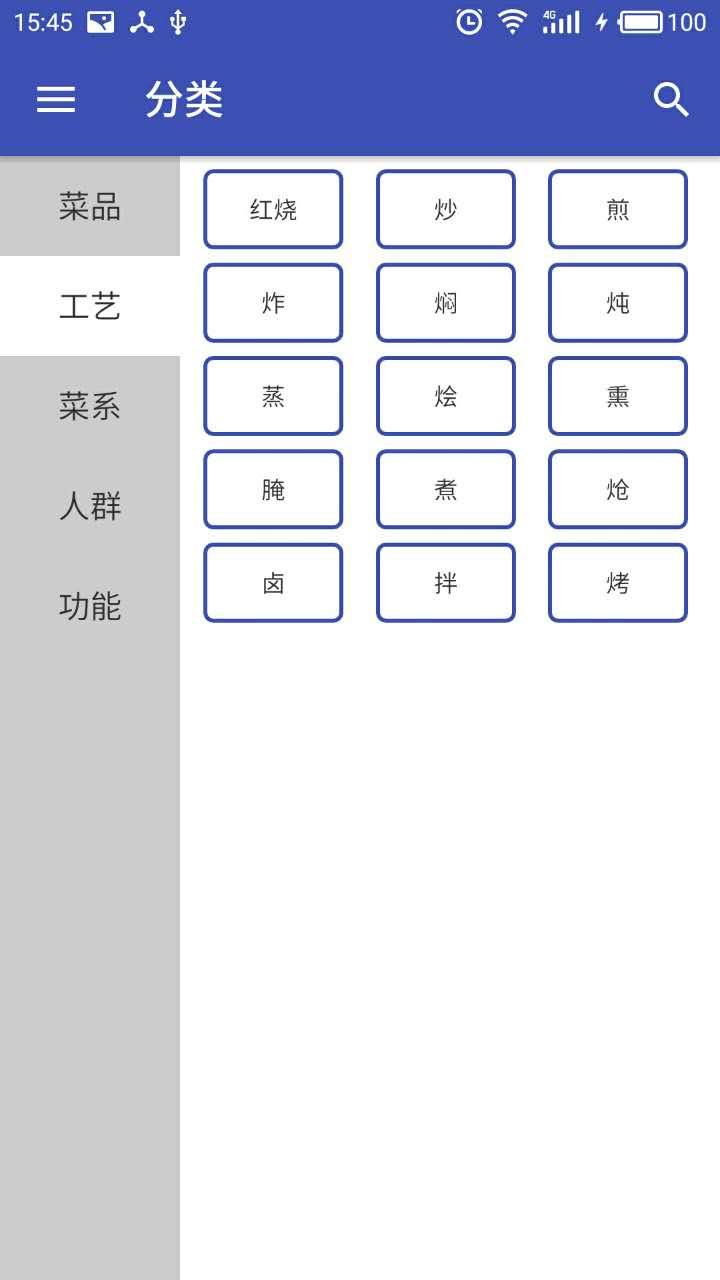 15:45 4G 100
分类
菜品
工艺
菜系
人群
功能
红烧 炒 煎
炸 焖 炖
蒸 烩 熏
腌 煮 炝
卤 拌 烤